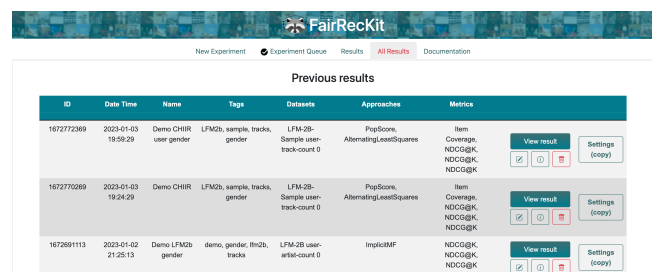 FairRecKit
New Experiment Experiment Queue Results All Results Documentation
Previous results
ID Date Time Name Tags Datasets Approaches Metrics
1672772369 2023-01-03 Demo CHIIR LFM2b, sample, tracks, LFM-2B- PopScore, Item
19:59:29 user gender gender Sample user- AlternatingLeastSquares Coverage,
track-count 0 NDCG@K,
NDCG@K,
NDCG@K
View result Settings
(copy)
1672770269 2023-01-03 Demo CHIIR LFM2b, sample, tracks, LFM-2B- PopScore, Item
19:24:29 gender Sample user- AlternatingLeastSquares Coverage,
track-count 0 NDCG@K,
NDCG@K,
NDCG@K
View result Settings
(copy)
1672691113 2023-01-02 Demo LFM2b demo, gender, lfm2b, LFM-2B user- ImplicitMF NDCG@K,
21:25:13 gender tracks artist-count 0 NDCG@K,
NDCG@K
View result Settings
(copy)